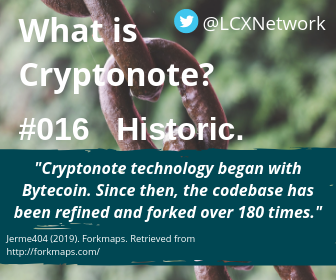 What is
@LCXNetwork
Cryptonote?
#016 Historic.
"Cryptonote technology began with
Bytecoin. Since then, the codebase has
been refined and forked over 180 times."
Jerme404 (2019). Forkmaps. Retrieved from
http://forkmaps.com/